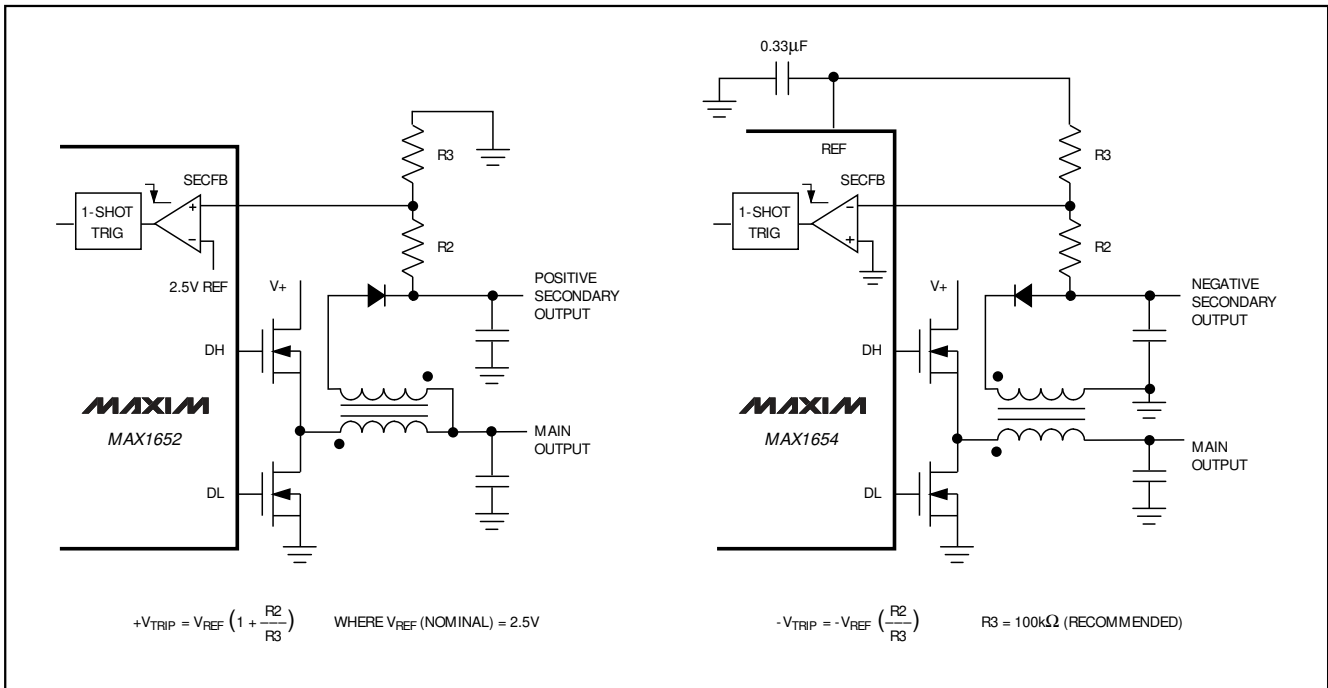 R3
SECFB
+
1-SHOT
TRIG
−
R2
2.5V REF
V+
POSITIVE
SECONDARY
OUTPUT
DH
MAXIM
MAX1652
MAIN
OUTPUT
DL
+VTRIP = VREF (1 + R2/R3) WHERE VREF (NOMINAL) = 2.5V
0.33µF
REF
R3
SECFB
−
1-SHOT
TRIG
+
R2
V+
NEGATIVE
SECONDARY
OUTPUT
DH
MAXIM
MAX1654
MAIN
OUTPUT
DL
-VTRIP = -VREF (R2/R3) R3 = 100kΩ (RECOMMENDED)